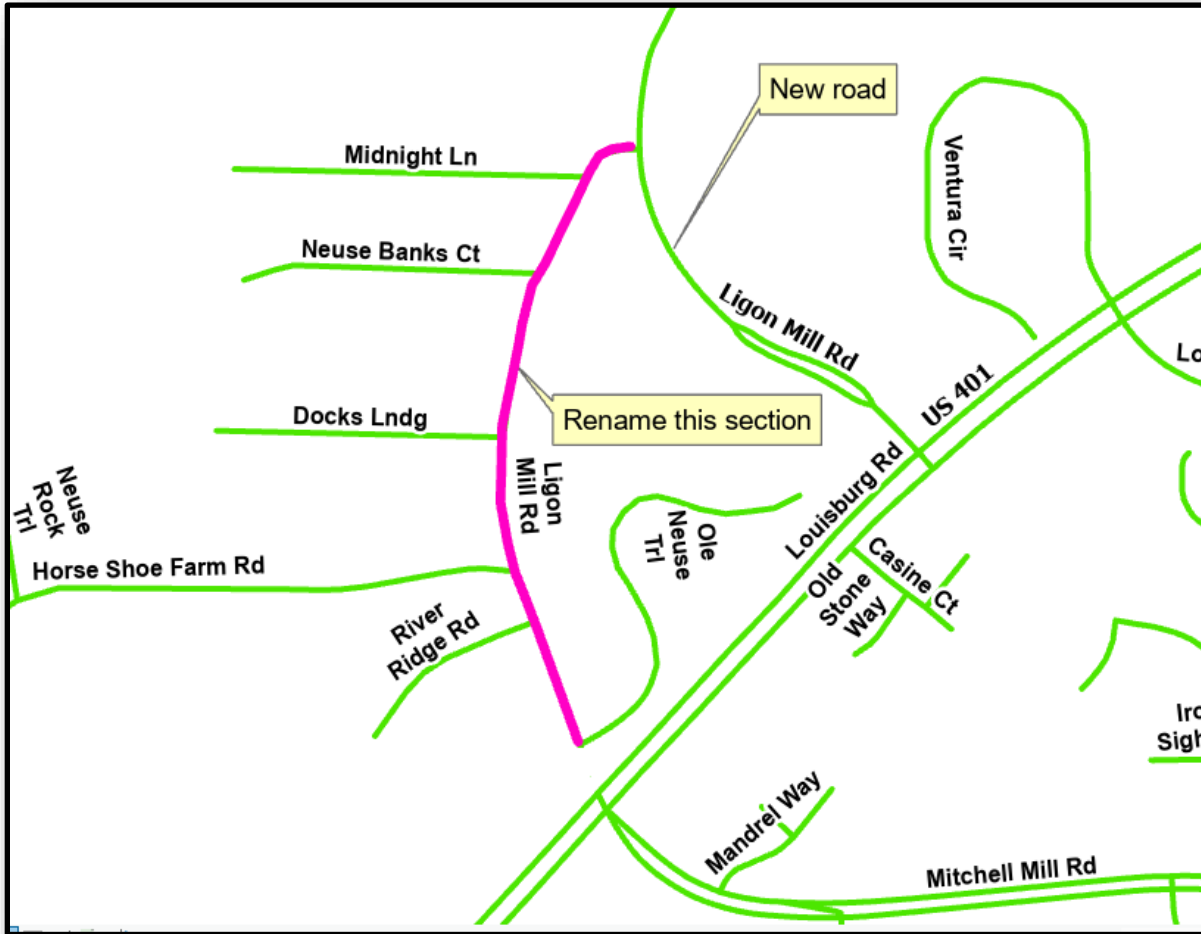 New road
Midnight Ln
Ventura Cir
Neuse Banks Ct
Ligon Mill Rd
US 401
Rename this section
Docks Lndg
Ligon
Mill Rd
Neuse
Rock
Trl
Louisburg Rd
Ole
Neuse
Trl
Horse Shoe Farm Rd
Casine Ct
Old
Stone
Way
River
Ridge Rd
Mandrel Way
Mitchell Mill Rd
Lo
Iro
Sigh